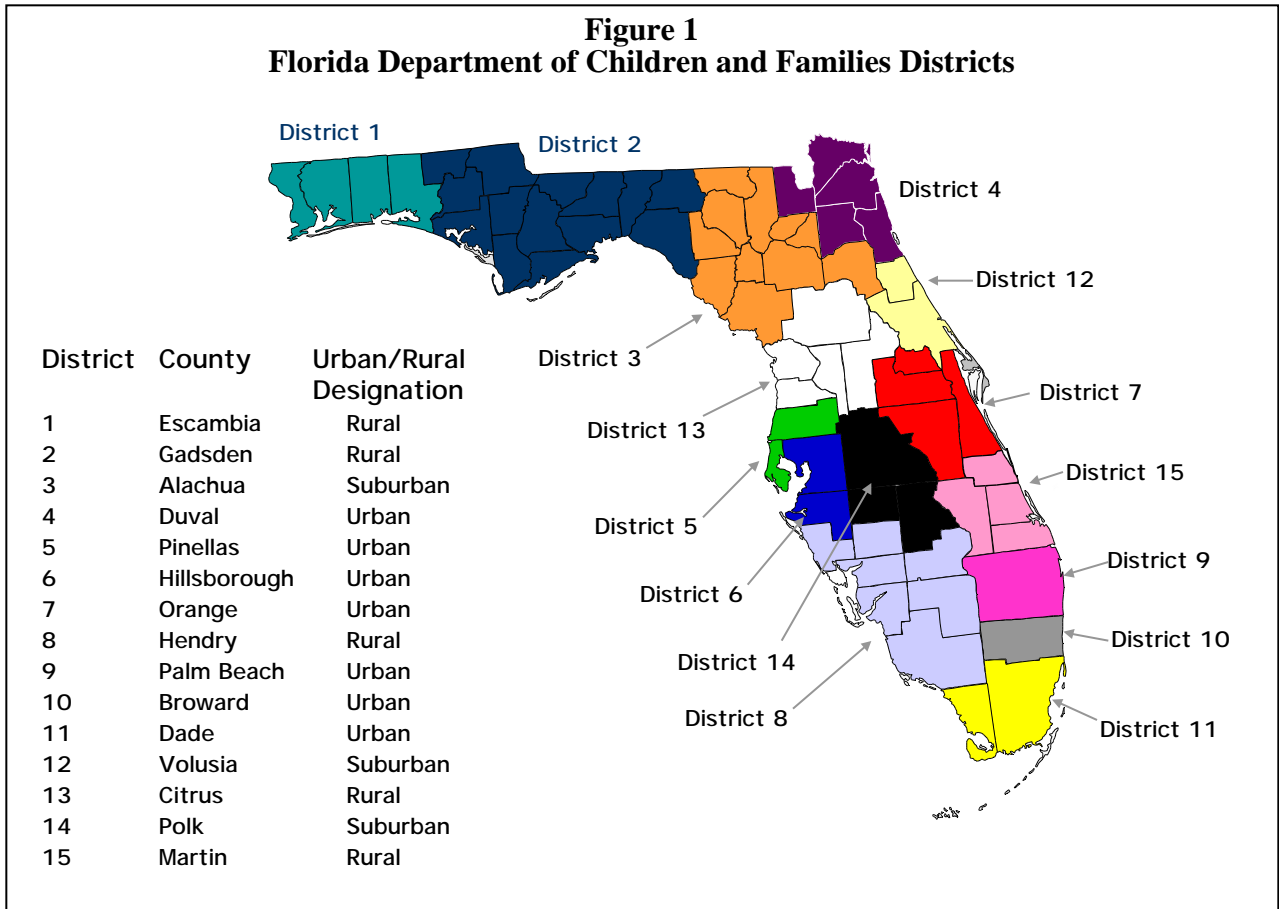 Figure 1
Florida Department of Children and Families Districts
District 1
District 2
District 4
District 12
District 3
District 7
District 13
District 15
District 5
District 9
District 6
District 10
District 14
District 8
District 11
District County Urban/Rural
Designation
1 Escambia Rural
2 Gadsden Rural
3 Alachua Suburban
4 Duval Urban
5 Pinellas Urban
6 Hillsborough Urban
7 Orange Urban
8 Hendry Rural
9 Palm Beach Urban
10 Broward Urban
11 Dade Urban
12 Volusia Suburban
13 Citrus Rural
14 Polk Suburban
15 Martin Rural